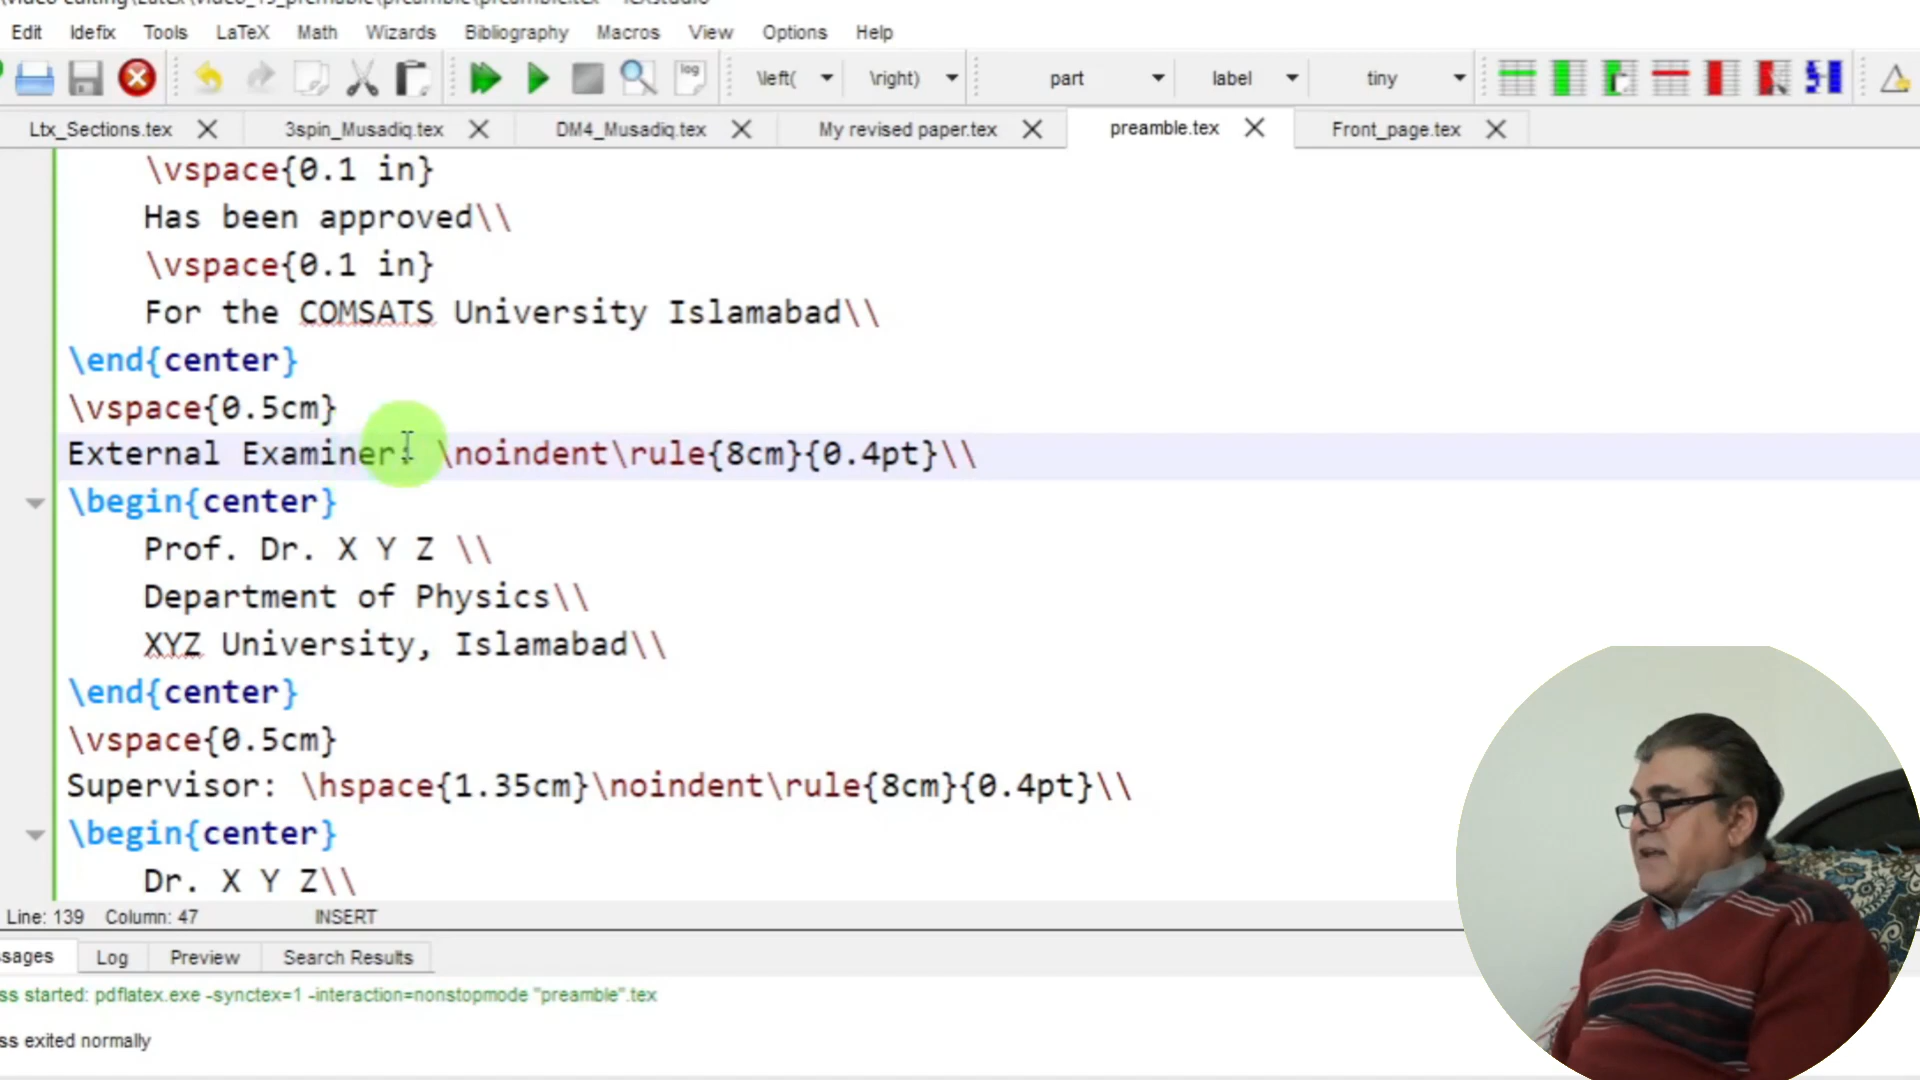 Edit Idefix Tools LaTeX Math Wizards Bibliography Macros View Options Help
log \left( \right) part label tiny
Ltx_Sections.tex 3spin_Musadiq.tex DM4_Musadiq.tex My revised paper.tex preamble.tex Front_page.tex
\vspace{0.1 in}
Has been approved\\
\vspace{0.1 in}
For the COMSATS University Islamabad\\
\end{center}
\vspace{0.5cm}
External Examiner: \noindent\rule{8cm}{0.4pt}\\
\begin{center}
Prof. Dr. X Y Z \\
Department of Physics\\
XYZ University, Islamabad\\
\end{center}
\vspace{0.5cm}
Supervisor: \hspace{1.35cm}\noindent\rule{8cm}{0.4pt}\\
\begin{center}
Dr. X Y Z\\
Line: 139 Column: 47 INSERT
ssages Log Preview Search Results
ss started: pdflatex.exe -synctex=1 -interaction=nonstopmode "preamble".tex
ss exited normally